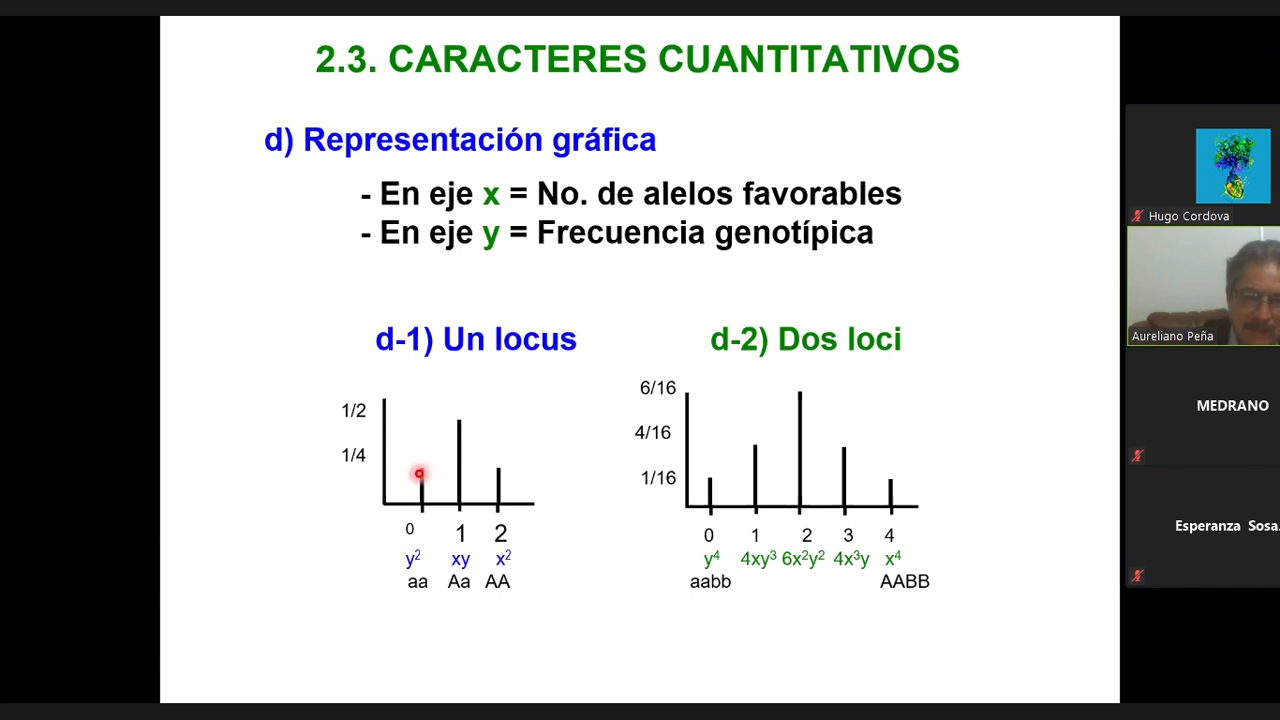 2.3. CARACTERES CUANTITATIVOS
d) Representación gráfica
- En eje x = No. de alelos favorables
- En eje y = Frecuencia genotípica
d-1) Un locus
1/2
1/4
0 1 2
y² xy x²
aa Aa AA
d-2) Dos loci
6/16
4/16
1/16
0 1 2 3 4
y⁴ 4xy³ 6x²y² 4x³y x⁴
aabb AABB
Hugo Cordova
Aureliano Peña
MEDRANO
Esperanza Sosa